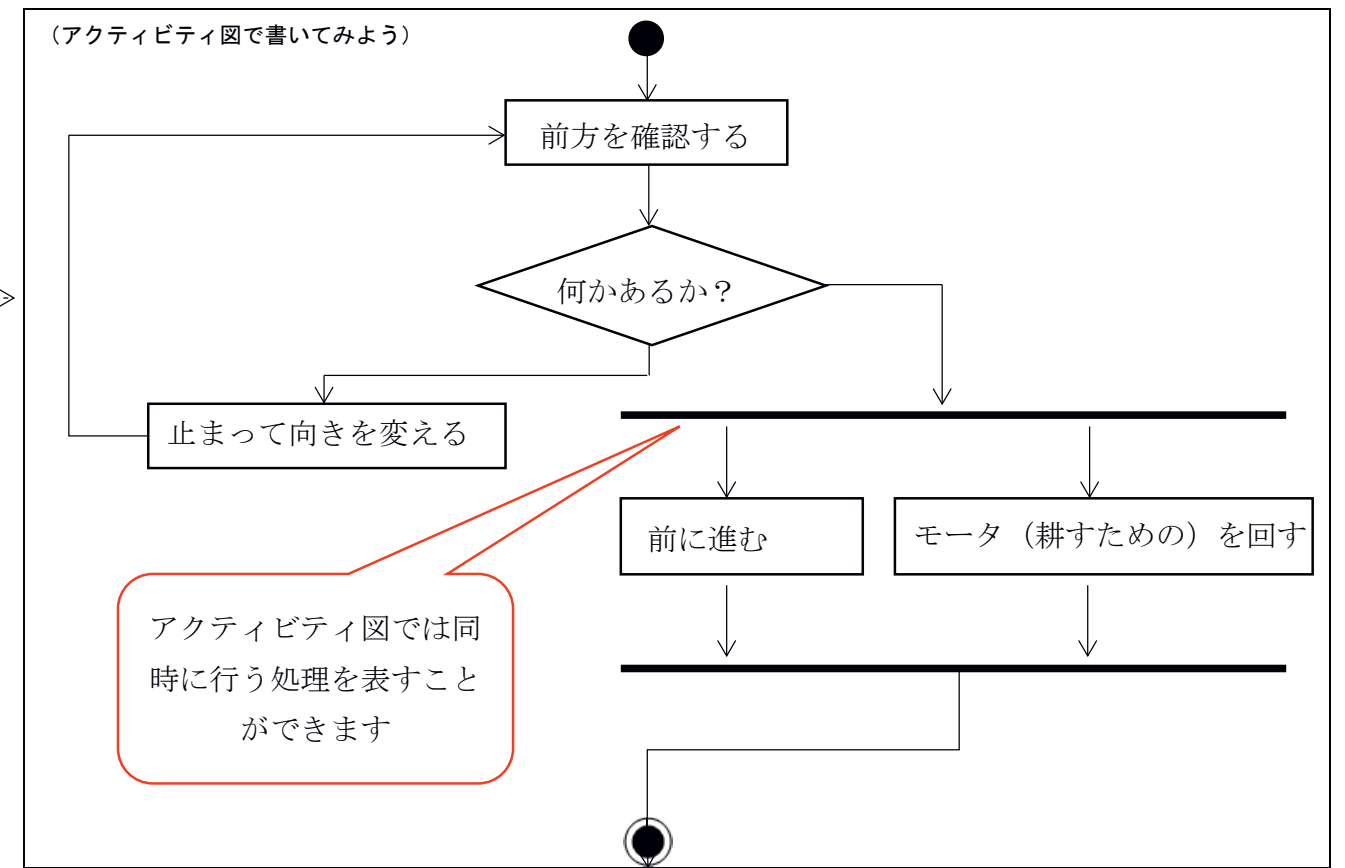 （アクティビティ図で書いてみよう）
前方を確認する
何かあるか？
止まって向きを変える
前に進む
モータ（耕すための）を回す
アクティビティ図では同
時に行う処理を表すこと
ができます